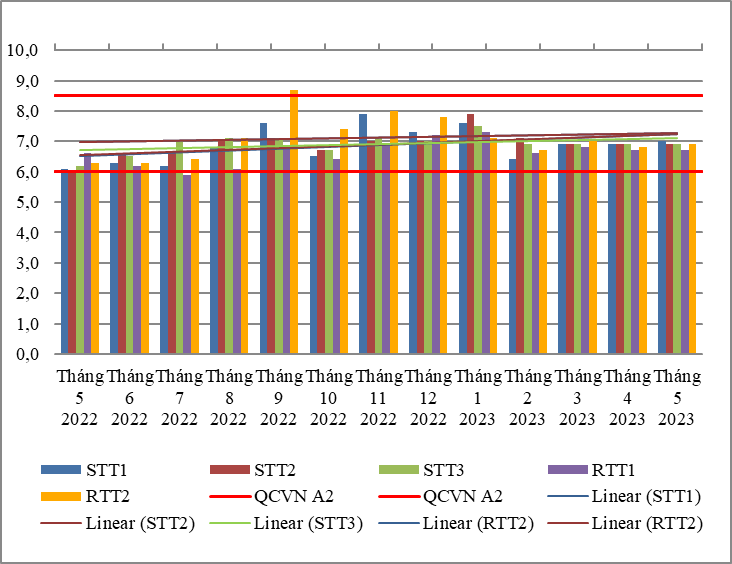 10,0
9,0
8,0
7,0
6,0
5,0
4,0
3,0
2,0
1,0
0,0
Tháng Tháng Tháng Tháng Tháng Tháng Tháng Tháng Tháng Tháng Tháng Tháng Tháng
5 6 7 8 9 10 11 12 1 2 3 4 5
2022 2022 2022 2022 2022 2022 2022 2022 2023 2023 2023 2023 2023
STT1 STT2 STT3 RTT1
RTT2 QCVN A2 QCVN A2 Linear (STT1)
Linear (STT2) Linear (STT3) Linear (RTT2) Linear (RTT2)